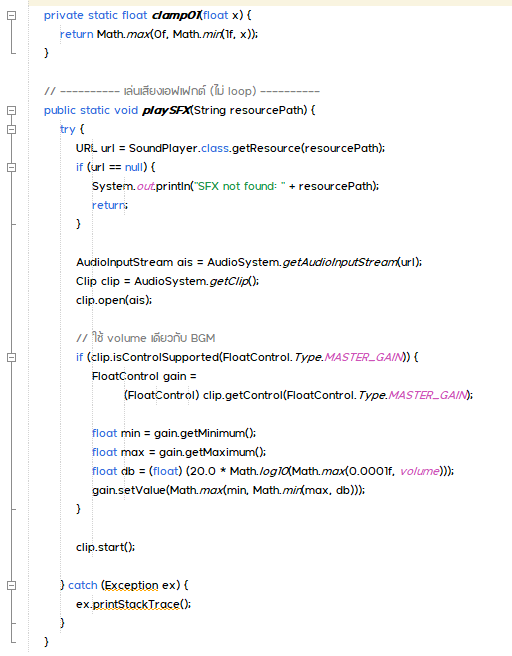 private static float clamp01(float x) {
return Math.max(0f, Math.min(1f, x));
}
// ---------- เล่นเสียงเอฟเฟกต์ (ไม่ loop) ----------
public static void playSFX(String resourcePath) {
try {
URL url = SoundPlayer.class.getResource(resourcePath);
if (url == null) {
System.out.println("SFX not found: " + resourcePath);
return;
}
AudioInputStream ais = AudioSystem.getAudioInputStream(url);
Clip clip = AudioSystem.getClip();
clip.open(ais);
// ใช้ volume เดียวกับ BGM
if (clip.isControlSupported(FloatControl.Type.MASTER_GAIN)) {
FloatControl gain =
(FloatControl) clip.getControl(FloatControl.Type.MASTER_GAIN);
float min = gain.getMinimum();
float max = gain.getMaximum();
float db = (float) (20.0 * Math.log10(Math.max(0.0001f, volume)));
gain.setValue(Math.max(min, Math.min(max, db)));
}
clip.start();
} catch (Exception ex) {
ex.printStackTrace();
}
}